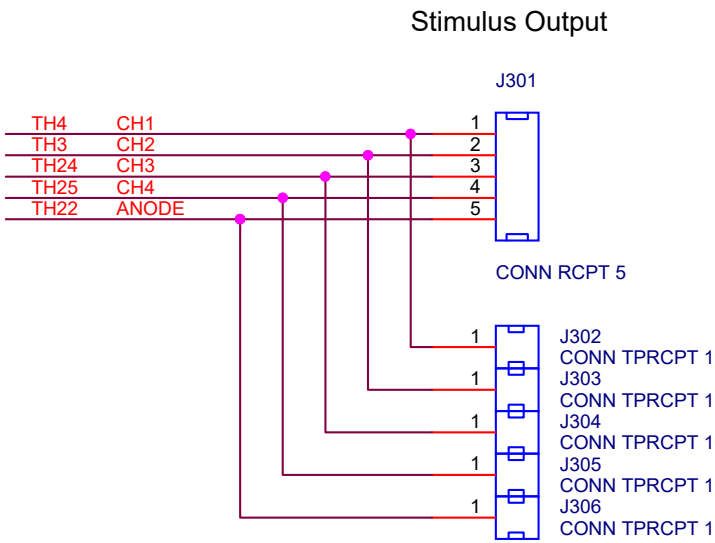 Stimulus Output
J301
TH4 CH1 1
TH3 CH2 2
TH24 CH3 3
TH25 CH4 4
TH22 ANODE 5
CONN RCPT 5
1 J302
CONN TPRCPT 1
1 J303
CONN TPRCPT 1
1 J304
CONN TPRCPT 1
1 J305
CONN TPRCPT 1
1 J306
CONN TPRCPT 1